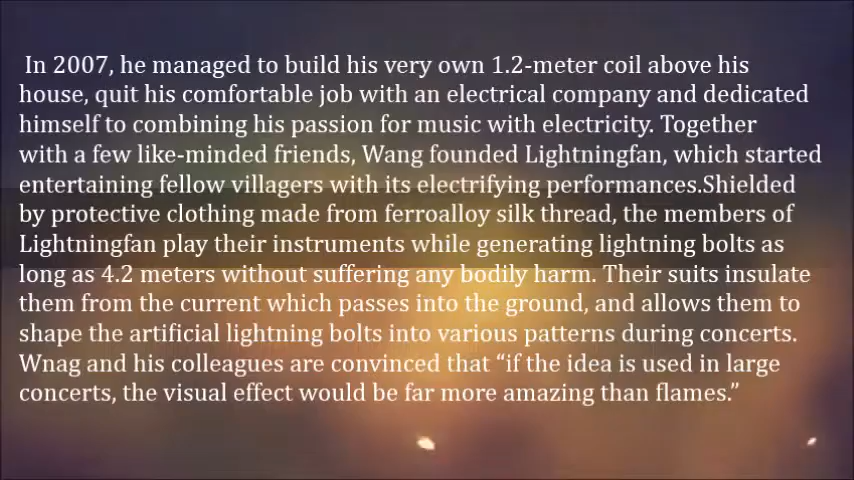 In 2007, he managed to build his very own 1.2-meter coil above his
house, quit his comfortable job with an electrical company and dedicated
himself to combining his passion for music with electricity. Together
with a few like-minded friends, Wang founded Lightningfan, which started
entertaining fellow villagers with its electrifying performances.Shielded
by protective clothing made from ferroalloy silk thread, the members of
Lightningfan play their instruments while generating lightning bolts as
long as 4.2 meters without suffering any bodily harm. Their suits insulate
them from the current which passes into the ground, and allows them to
shape the artificial lightning bolts into various patterns during concerts.
Wnag and his colleagues are convinced that “if the idea is used in large
concerts, the visual effect would be far more amazing than flames.”